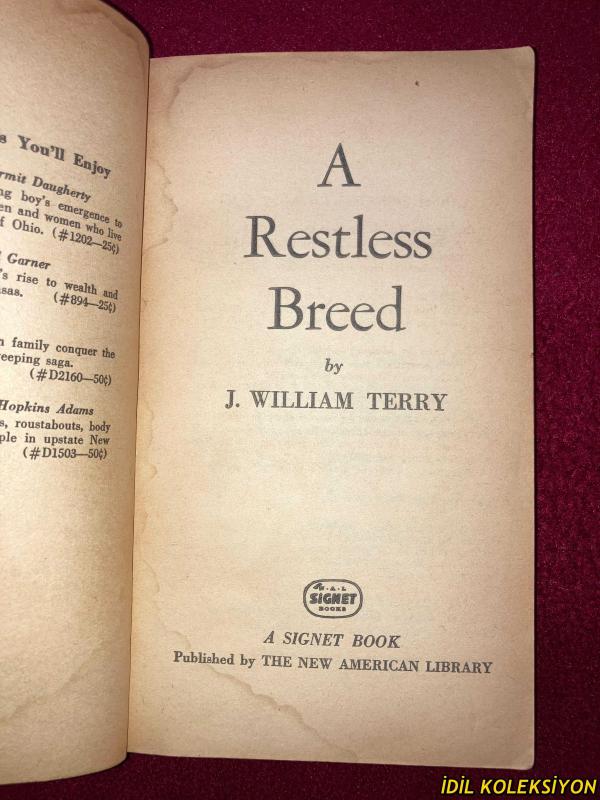 s You'll Enjoy
rmit Daugherty
ng boy's emergence to
en and women who live
f Ohio. (#1202—25¢)
Garner
's rise to wealth and
sas. (#894—25¢)
n family conquer the
eeping saga.
(#D2160—50¢)
Hopkins Adams
s, roustabouts, body
ple in upstate New
(#D1503—50¢)
A
Restless
Breed
by
J. WILLIAM TERRY
N·A·L
SIGNET
BOOKS
A SIGNET BOOK
Published by THE NEW AMERICAN LIBRARY
İDİL KOLEKSİYON